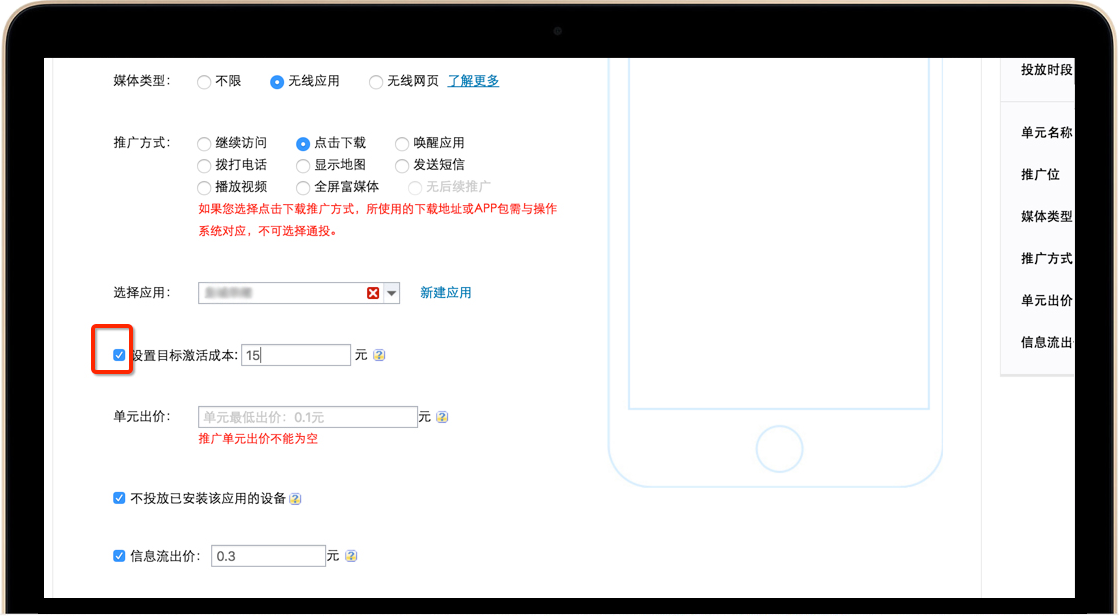 媒体类型： 不限 无线应用 无线网页 了解更多
推广方式： 继续访问 点击下载 唤醒应用
拨打电话 显示地图 发送短信
播放视频 全屏富媒体 无后续推广
如果您选择点击下载推广方式，所使用的下载地址或APP包需与操作
系统对应，不可选择通投。
选择应用： 新建应用
设置目标激活成本: 15 元
单元出价： 单元最低出价：0.1元 元
推广单元出价不能为空
不投放已安装该应用的设备
信息流出价： 0.3 元
投放时段
单元名称
推广位
媒体类型
推广方式
单元出价
信息流出